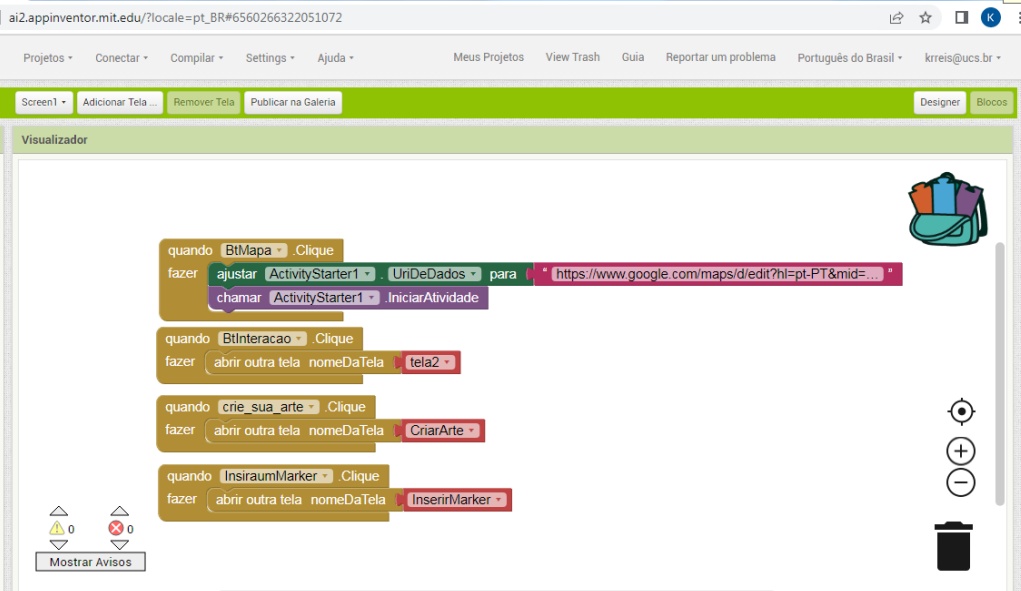 ai2.appinventor.mit.edu/?locale=pt_BR#6560266322051072
K
Projetos Conectar Compilar Settings Ajuda Meus Projetos View Trash Guia Reportar um problema Português do Brasil krreis@ucs.br
Screen1 Adicionar Tela ... Remover Tela Publicar na Galeria Designer Blocos
Visualizador
quando BtMapa .Clique
fazer ajustar ActivityStarter1 . UriDeDados para " https://www.google.com/maps/d/edit?hl=pt-PT&mid=... "
chamar ActivityStarter1 .IniciarAtividade
quando BtInteracao .Clique
fazer abrir outra tela nomeDaTela tela2
quando crie_sua_arte .Clique
fazer abrir outra tela nomeDaTela CriarArte
quando InsiraumMarker .Clique
fazer abrir outra tela nomeDaTela InserirMarker
0 0
Mostrar Avisos